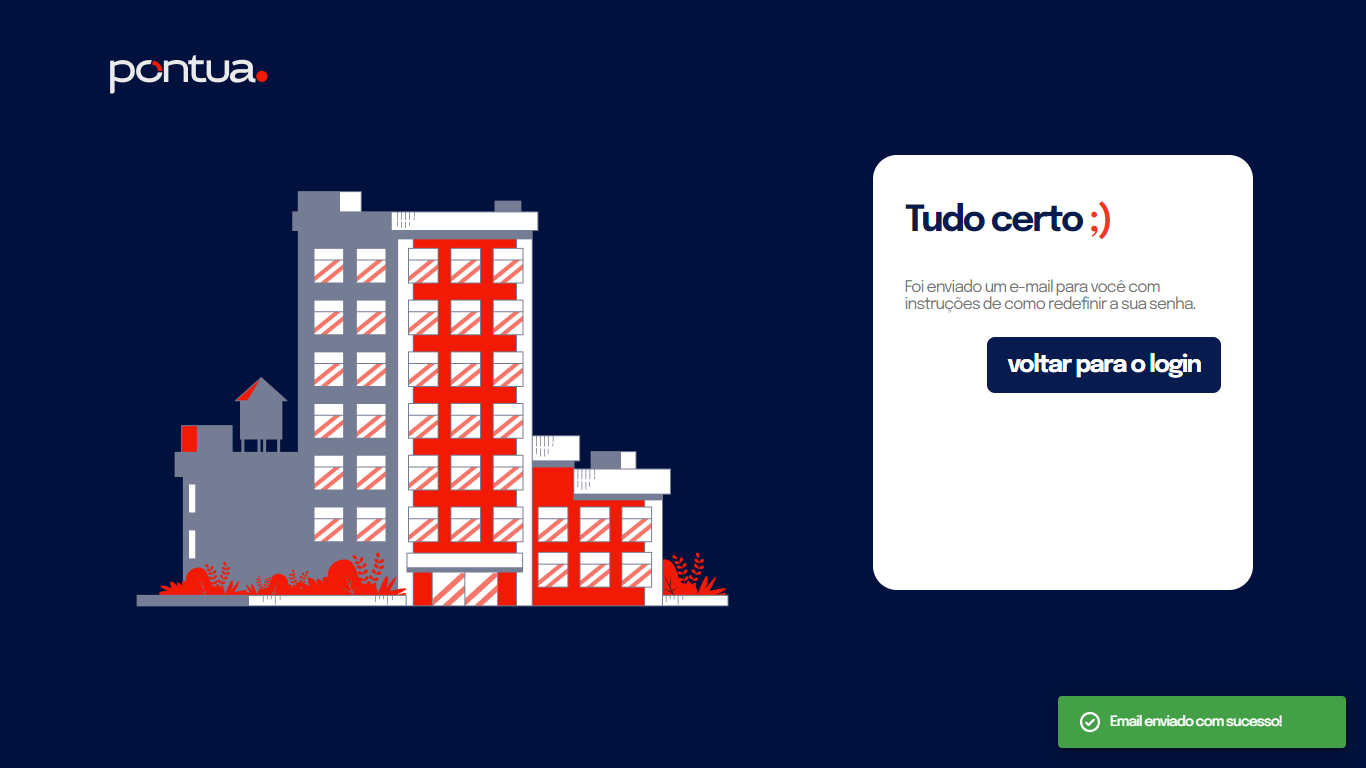 pontua.
Tudo certo ;)
Foi enviado um e-mail para você com
instruções de como redefinir a sua senha.
voltar para o login
Email enviado com sucesso!